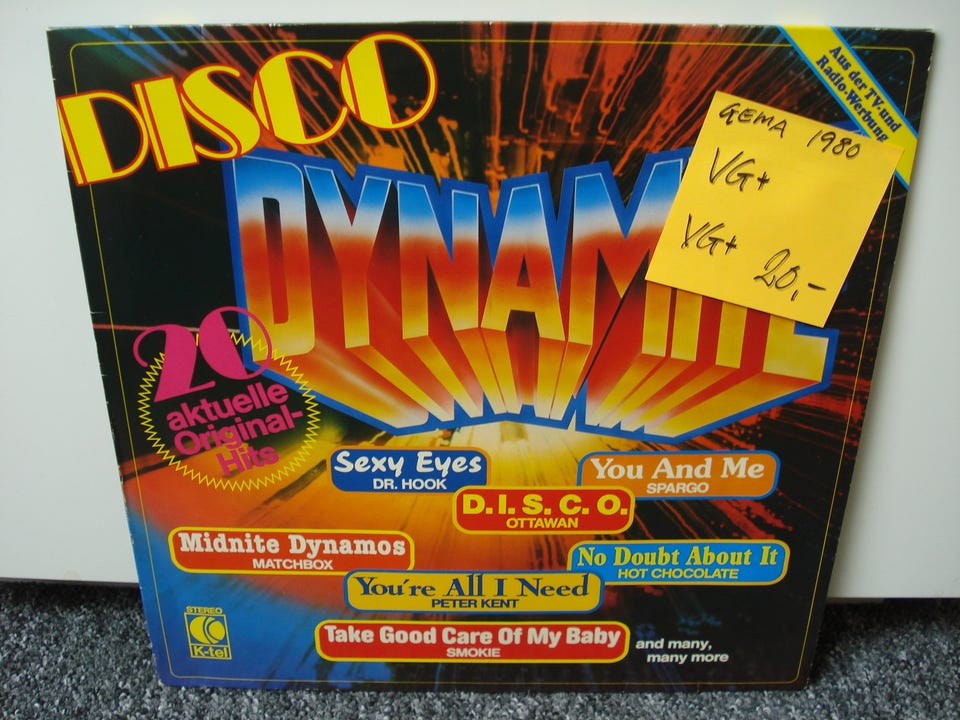 DISCO
DYNAMITE
Aus der TV-und
Radio-Werbung
GEMA 1980
VG+
VG+ 20,-
20
aktuelle
Original-
Hits
Sexy Eyes
DR. HOOK
You And Me
SPARGO
D.I.S.C.O.
OTTAWAN
Midnite Dynamos
MATCHBOX
No Doubt About It
HOT CHOCOLATE
You're All I Need
PETER KENT
Take Good Care Of My Baby
SMOKIE
and many,
many more
STEREO
K
K-tel